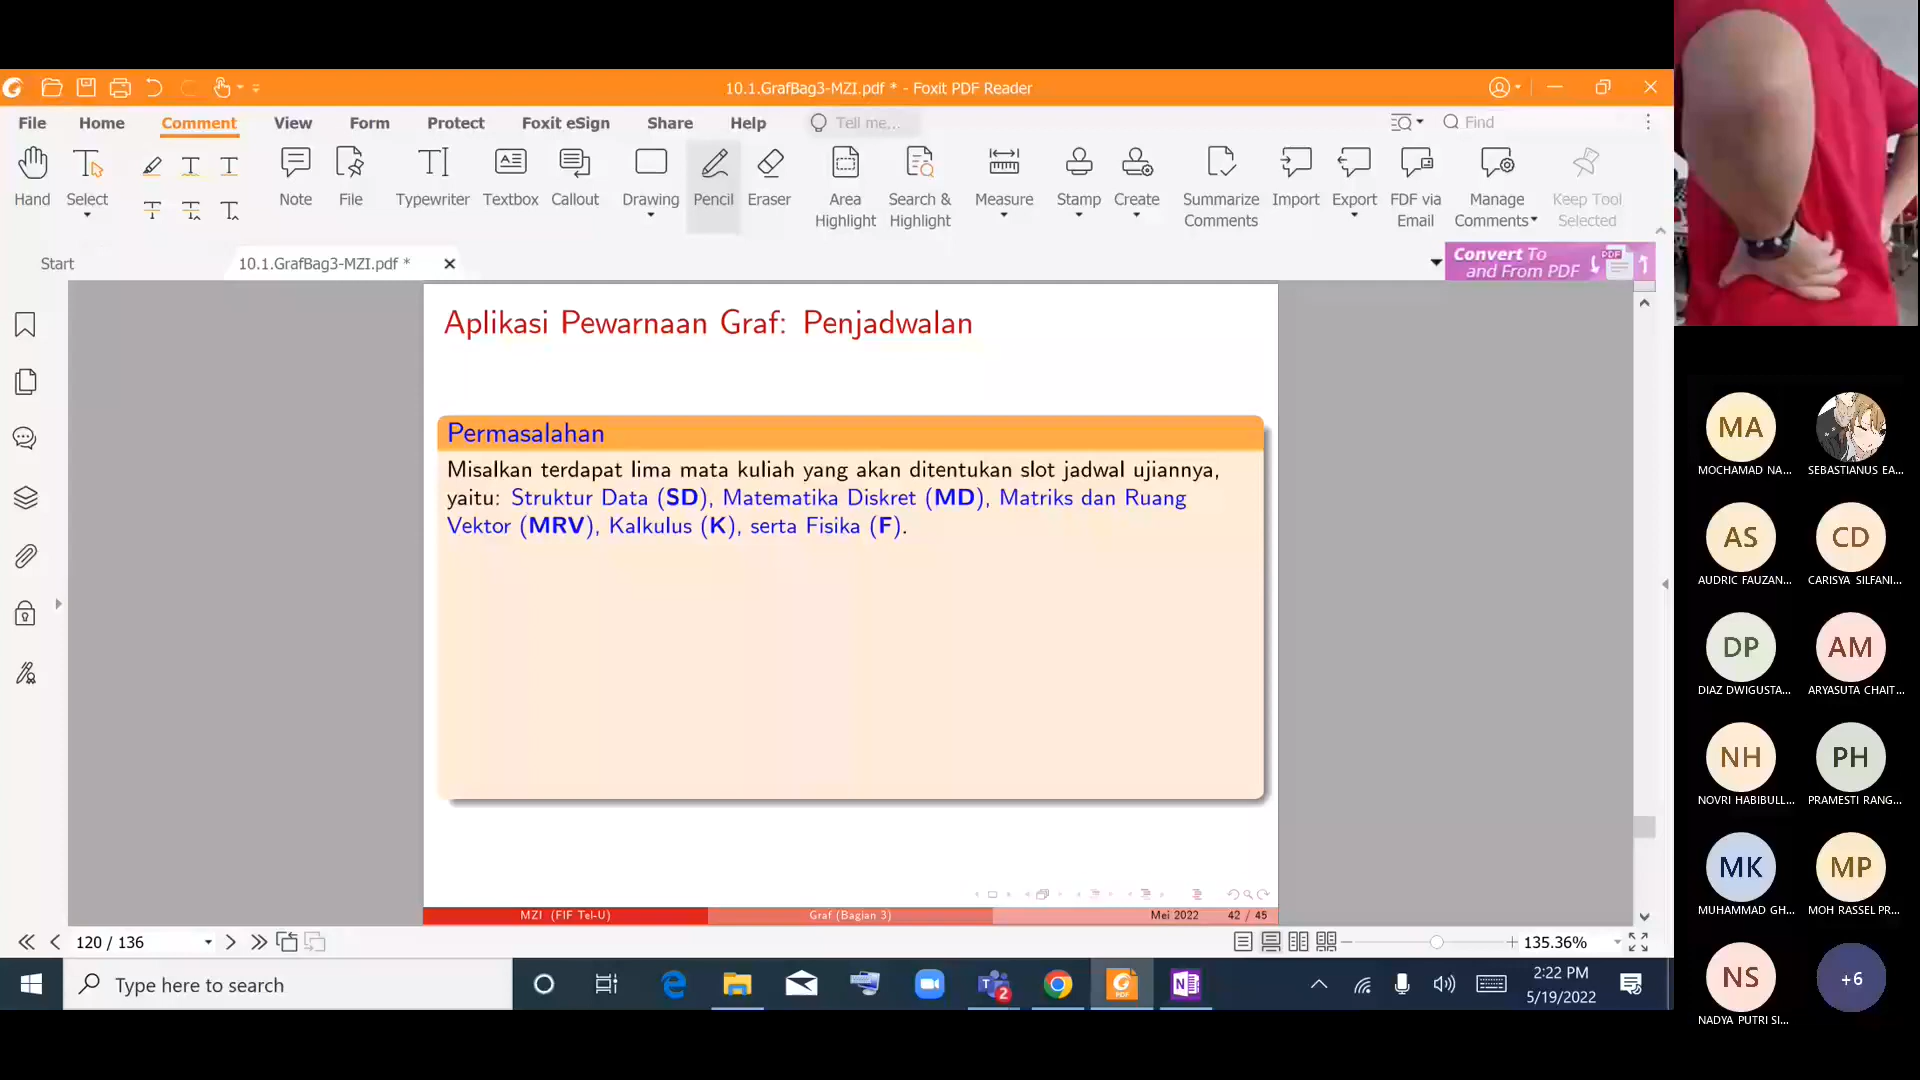 10.1.GrafBag3-MZI.pdf * - Foxit PDF Reader
File Home Comment View Form Protect Foxit eSign Share Help Tell me... Find
Hand Select Note File Typewriter Textbox Callout Drawing Pencil Eraser Area Highlight Search & Highlight Measure Stamp Create Summarize Comments Import Export FDF via Email Manage Comments Keep Tool Selected
Start 10.1.GrafBag3-MZI.pdf *
Convert To
and From PDF
PDF
Aplikasi Pewarnaan Graf: Penjadwalan
Permasalahan
Misalkan terdapat lima mata kuliah yang akan ditentukan slot jadwal ujiannya,
yaitu: Struktur Data (SD), Matematika Diskret (MD), Matriks dan Ruang
Vektor (MRV), Kalkulus (K), serta Fisika (F).
MZI (FIF Tel-U) Graf (Bagian 3) Mei 2022 42 / 45
120 / 136 135.36%
Type here to search
2
PDF
2:22 PM
5/19/2022
MA
MOCHAMAD NA... SEBASTIANUS EA...
AS CD
AUDRIC FAUZAN... CARISYA SILFANI...
DP AM
DIAZ DWIGUSTA... ARYASUTA CHAIT...
NH PH
NOVRI HABIBULL... PRAMESTI RANG...
MK MP
MUHAMMAD GH... MOH RASSEL PR...
NS +6
NADYA PUTRI SI...